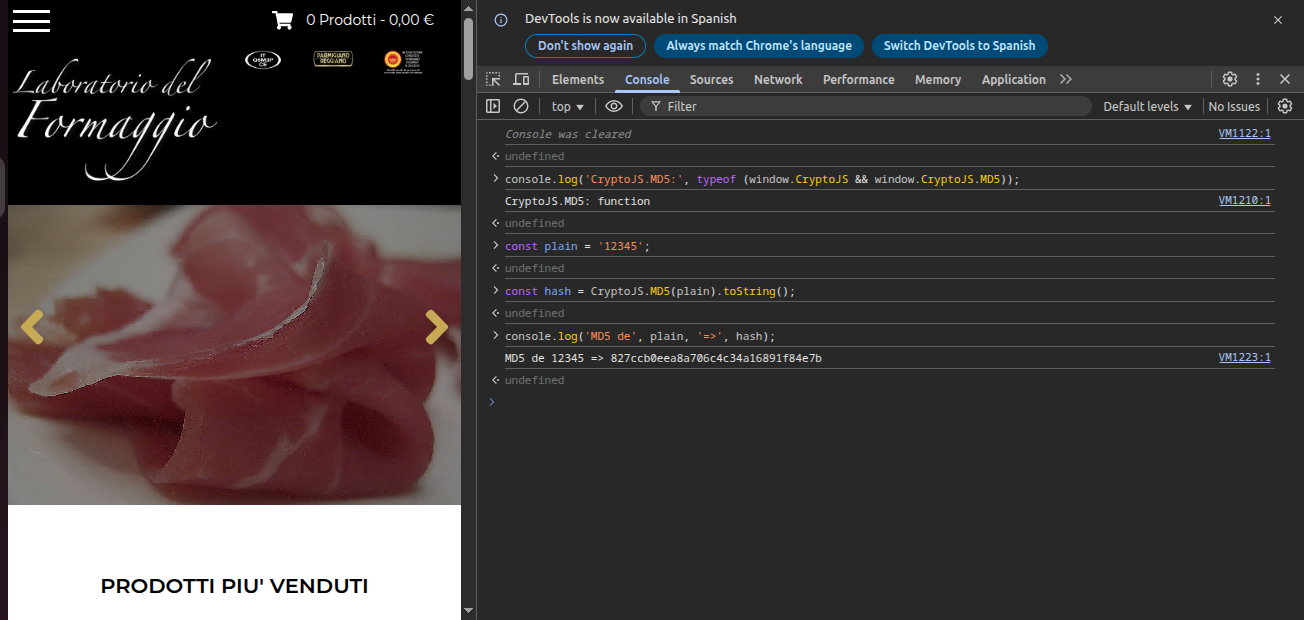 0 Prodotti - 0,00 €
PARMIGIANO
REGGIANO
Laboratorio del
Formaggio
PRODOTTI PIU' VENDUTI
DevTools is now available in Spanish
Don't show again
Always match Chrome's language
Switch DevTools to Spanish
Elements Console Sources Network Performance Memory Application
top Filter Default levels No Issues
Console was cleared VM1122:1
undefined
console.log('CryptoJS.MD5:', typeof (window.CryptoJS && window.CryptoJS.MD5));
CryptoJS.MD5: function VM1210:1
undefined
const plain = '12345';
undefined
const hash = CryptoJS.MD5(plain).toString();
undefined
console.log('MD5 de', plain, '=>', hash);
MD5 de 12345 => 827ccb0eea8a706c4c34a16891f84e7b VM1223:1
undefined